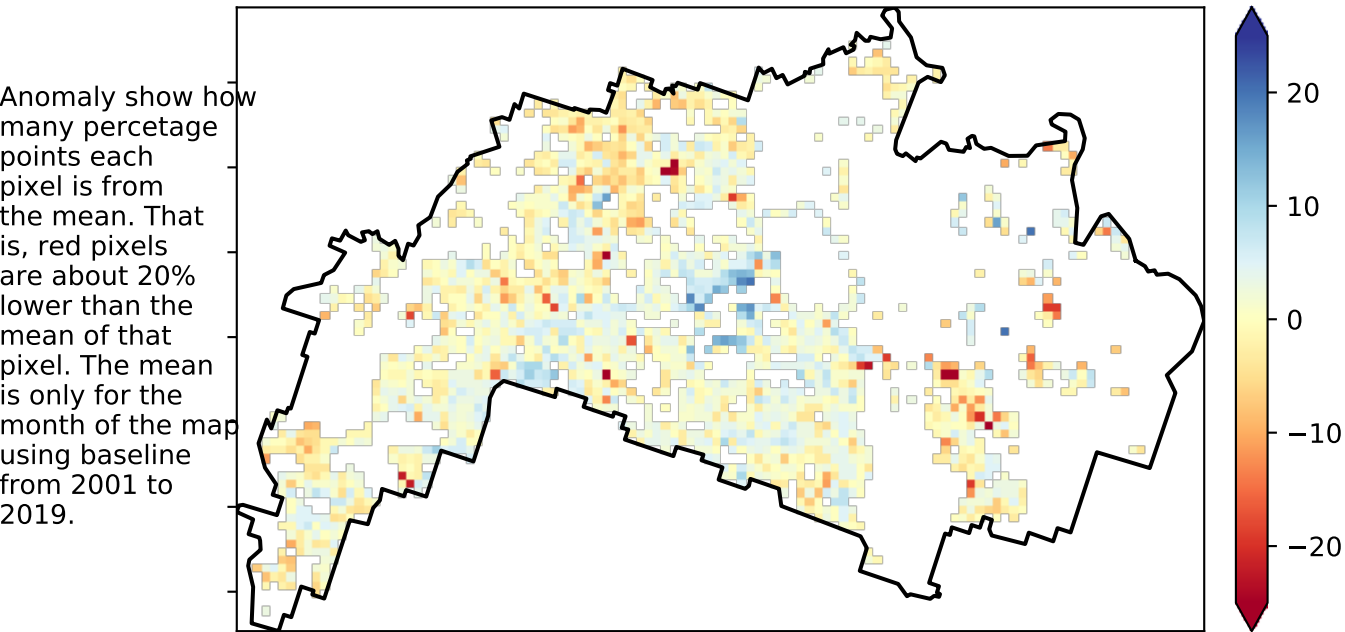 Anomaly show how
many percetage
points each
pixel is from
the mean. That
is, red pixels
are about 20%
lower than the
mean of that
pixel. The mean
is only for the
month of the map
using baseline
from 2001 to
2019.
20
10
0
−10
−20